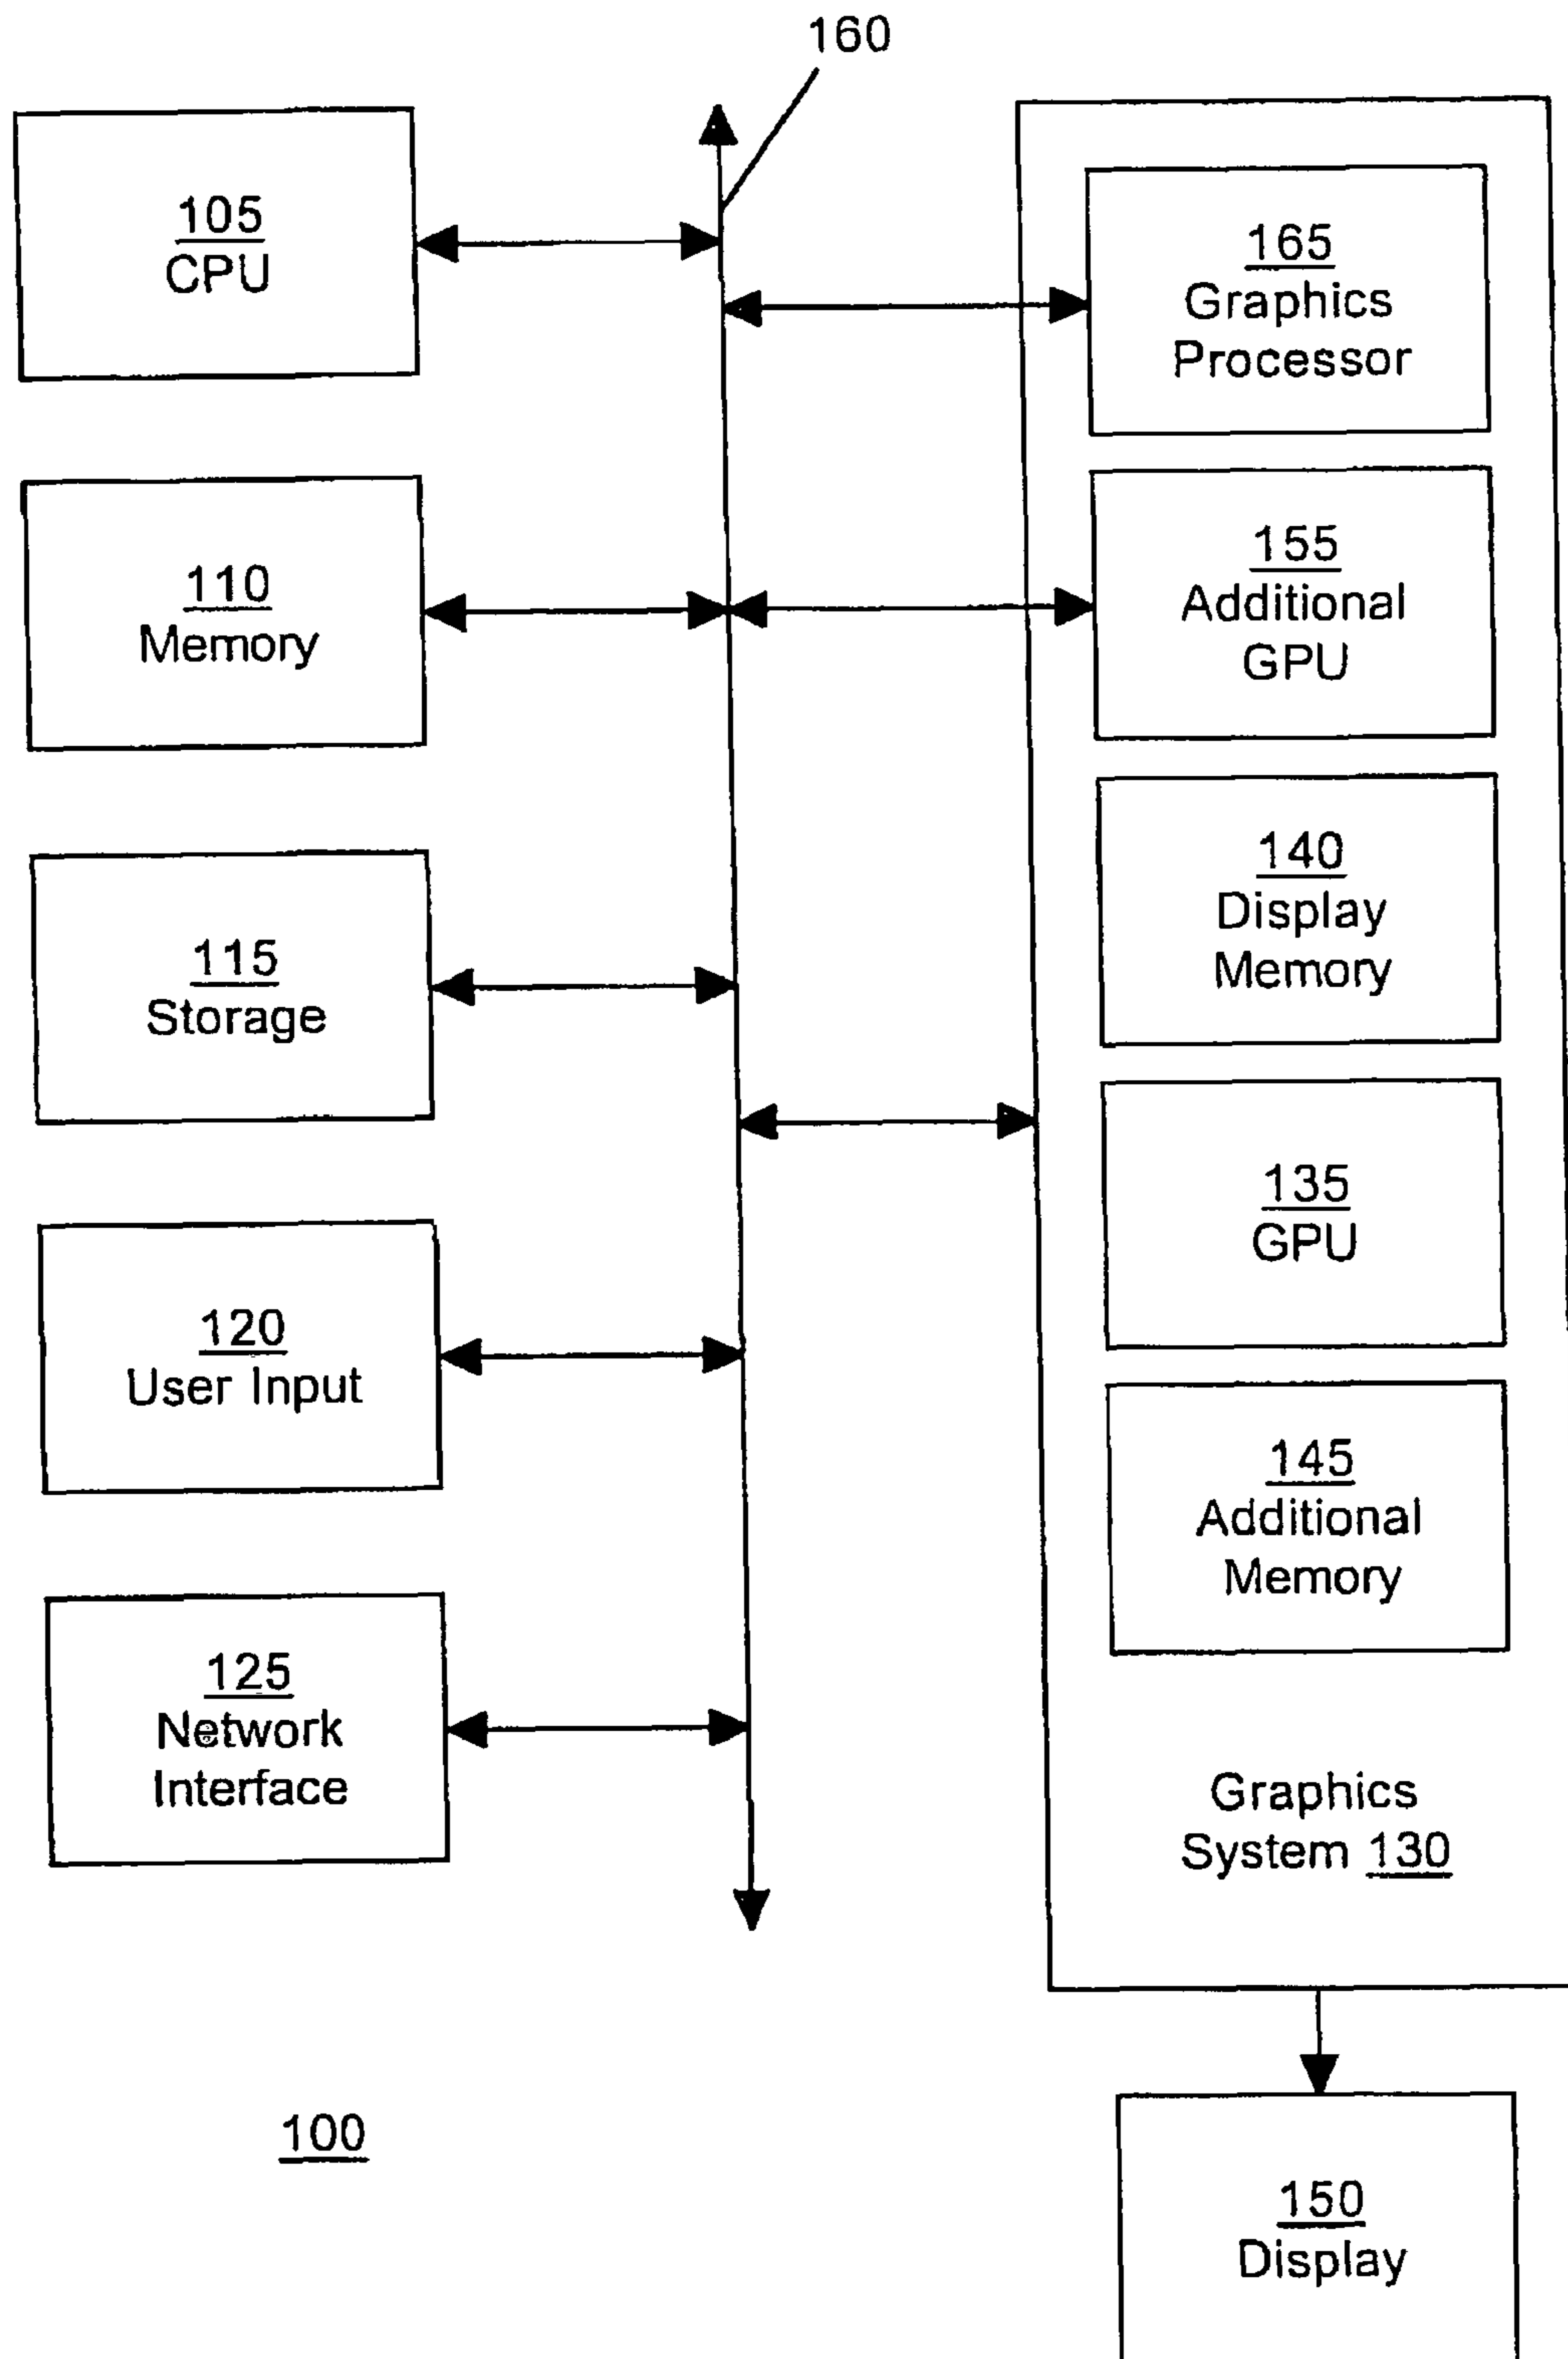 160
105
CPU
110
Memory
115
Storage
120
User Input
125
Network
Interface
165
Graphics
Processor
155
Additional
GPU
140
Display
Memory
135
GPU
145
Additional
Memory
Graphics
System 130
100
150
Display